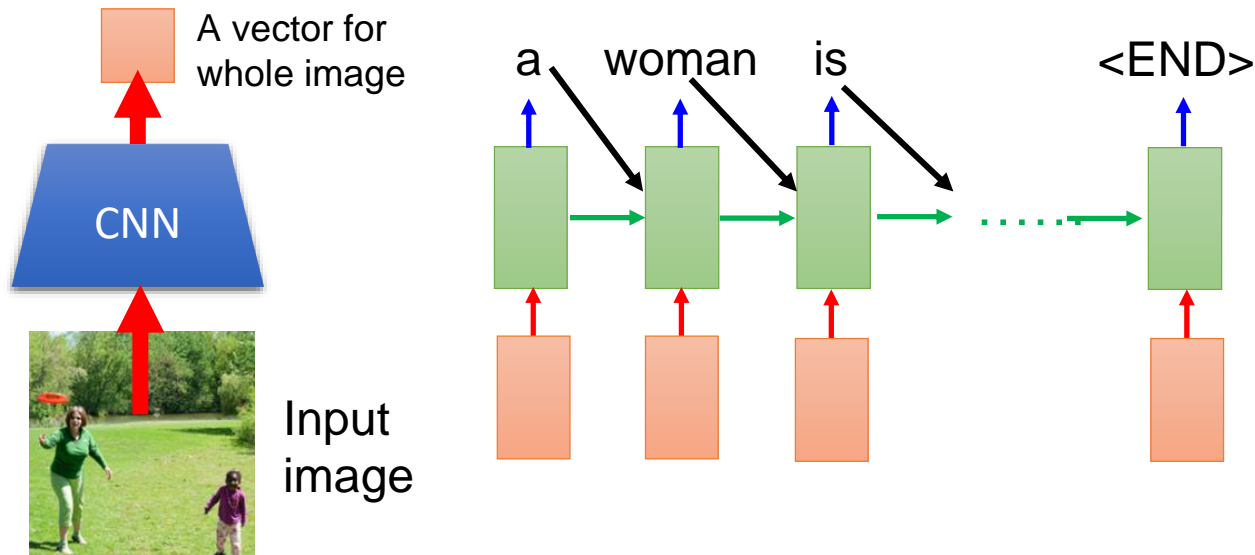 A vector for
whole image
CNN
Input
image
a woman is <END>
......